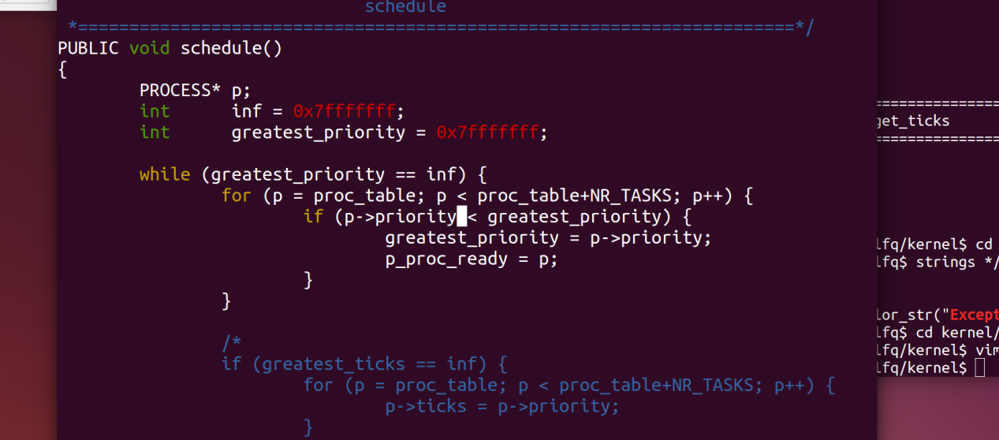 schedule
*======================================================================*/
PUBLIC void schedule()
{
PROCESS* p;
int inf = 0x7fffffff;
int greatest_priority = 0x7fffffff;
while (greatest_priority == inf) {
for (p = proc_table; p < proc_table+NR_TASKS; p++) {
if (p->priority < greatest_priority) {
greatest_priority = p->priority;
p_proc_ready = p;
}
}
/*
if (greatest_ticks == inf) {
for (p = proc_table; p < proc_table+NR_TASKS; p++) {
p->ticks = p->priority;
}
==============
get_ticks
==============
lfq/kernel$ cd
lfq$ strings */
lor_str("Except
lfq$ cd kernel/
lfq/kernel$ vim
lfq/kernel$